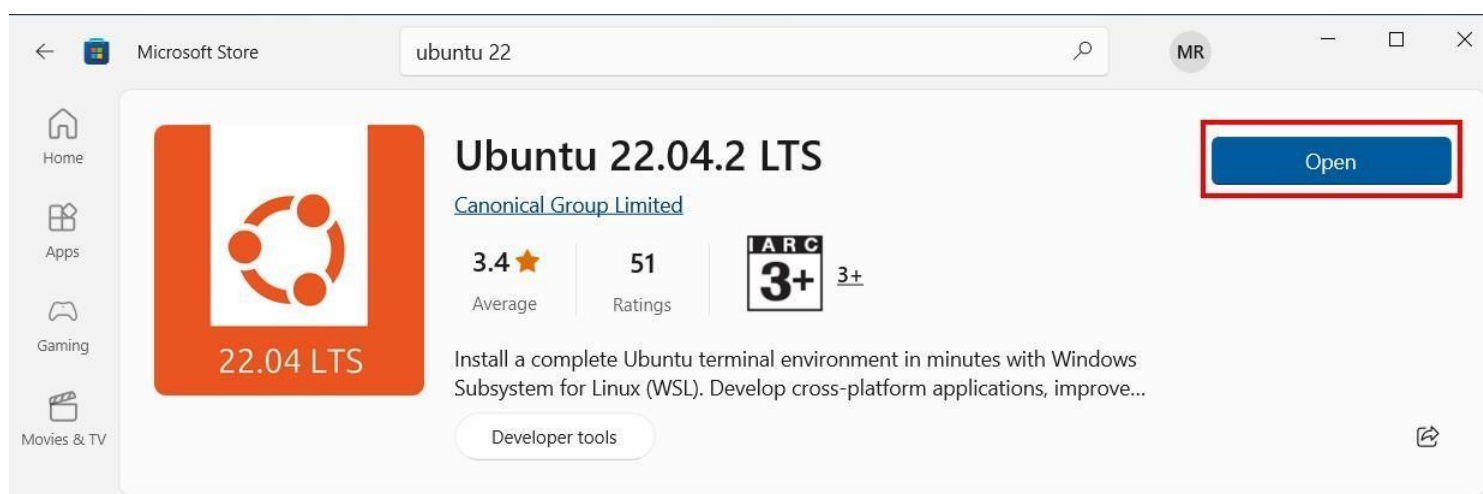 Microsoft Store
ubuntu 22
MR
Home
Apps
Gaming
Movies & TV
22.04 LTS
Ubuntu 22.04.2 LTS
Canonical Group Limited
3.4
Average
51
Ratings
IARC
3+
3+
Install a complete Ubuntu terminal environment in minutes with Windows
Subsystem for Linux (WSL). Develop cross-platform applications, improve...
Developer tools
Open